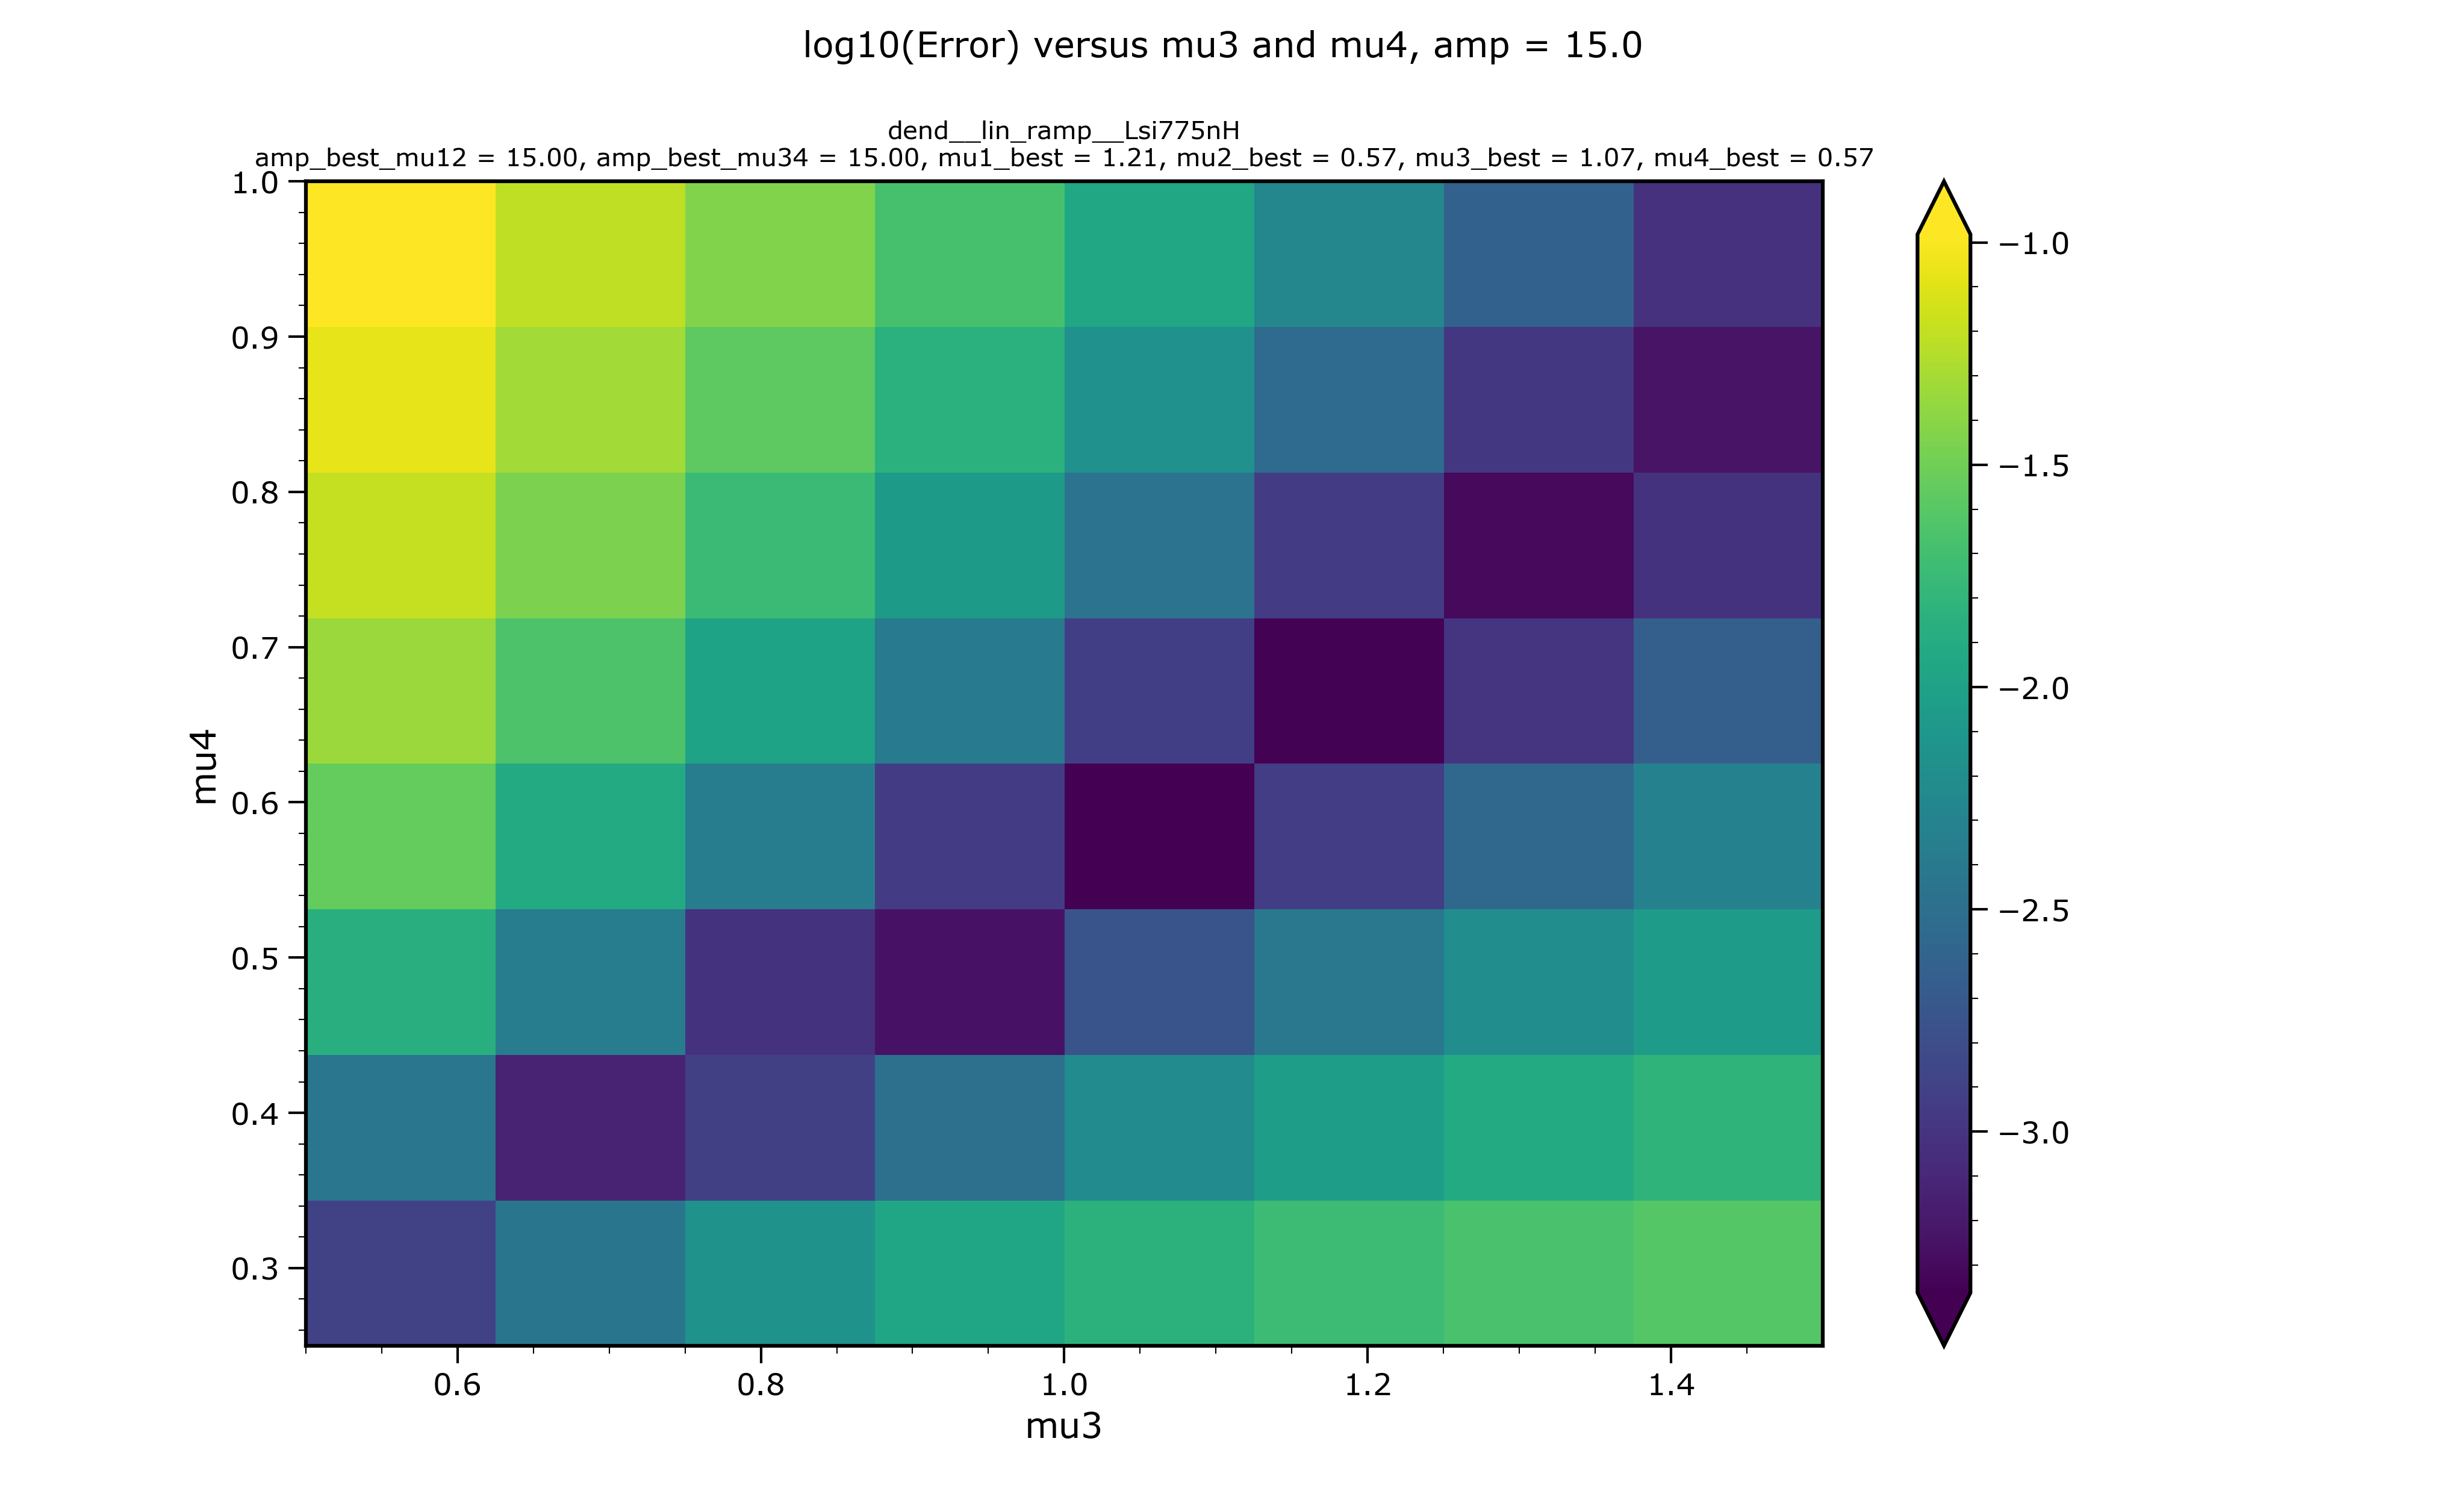 log10(Error) versus mu3 and mu4, amp = 15.0
dend__lin_ramp__Lsi775nH
amp_best_mu12 = 15.00, amp_best_mu34 = 15.00, mu1_best = 1.21, mu2_best = 0.57, mu3_best = 1.07, mu4_best = 0.57
1.0
0.9
0.8
0.7
0.6
0.5
0.4
0.3
mu4
0.6 0.8 1.0 1.2 1.4
mu3
−1.0
−1.5
−2.0
−2.5
−3.0